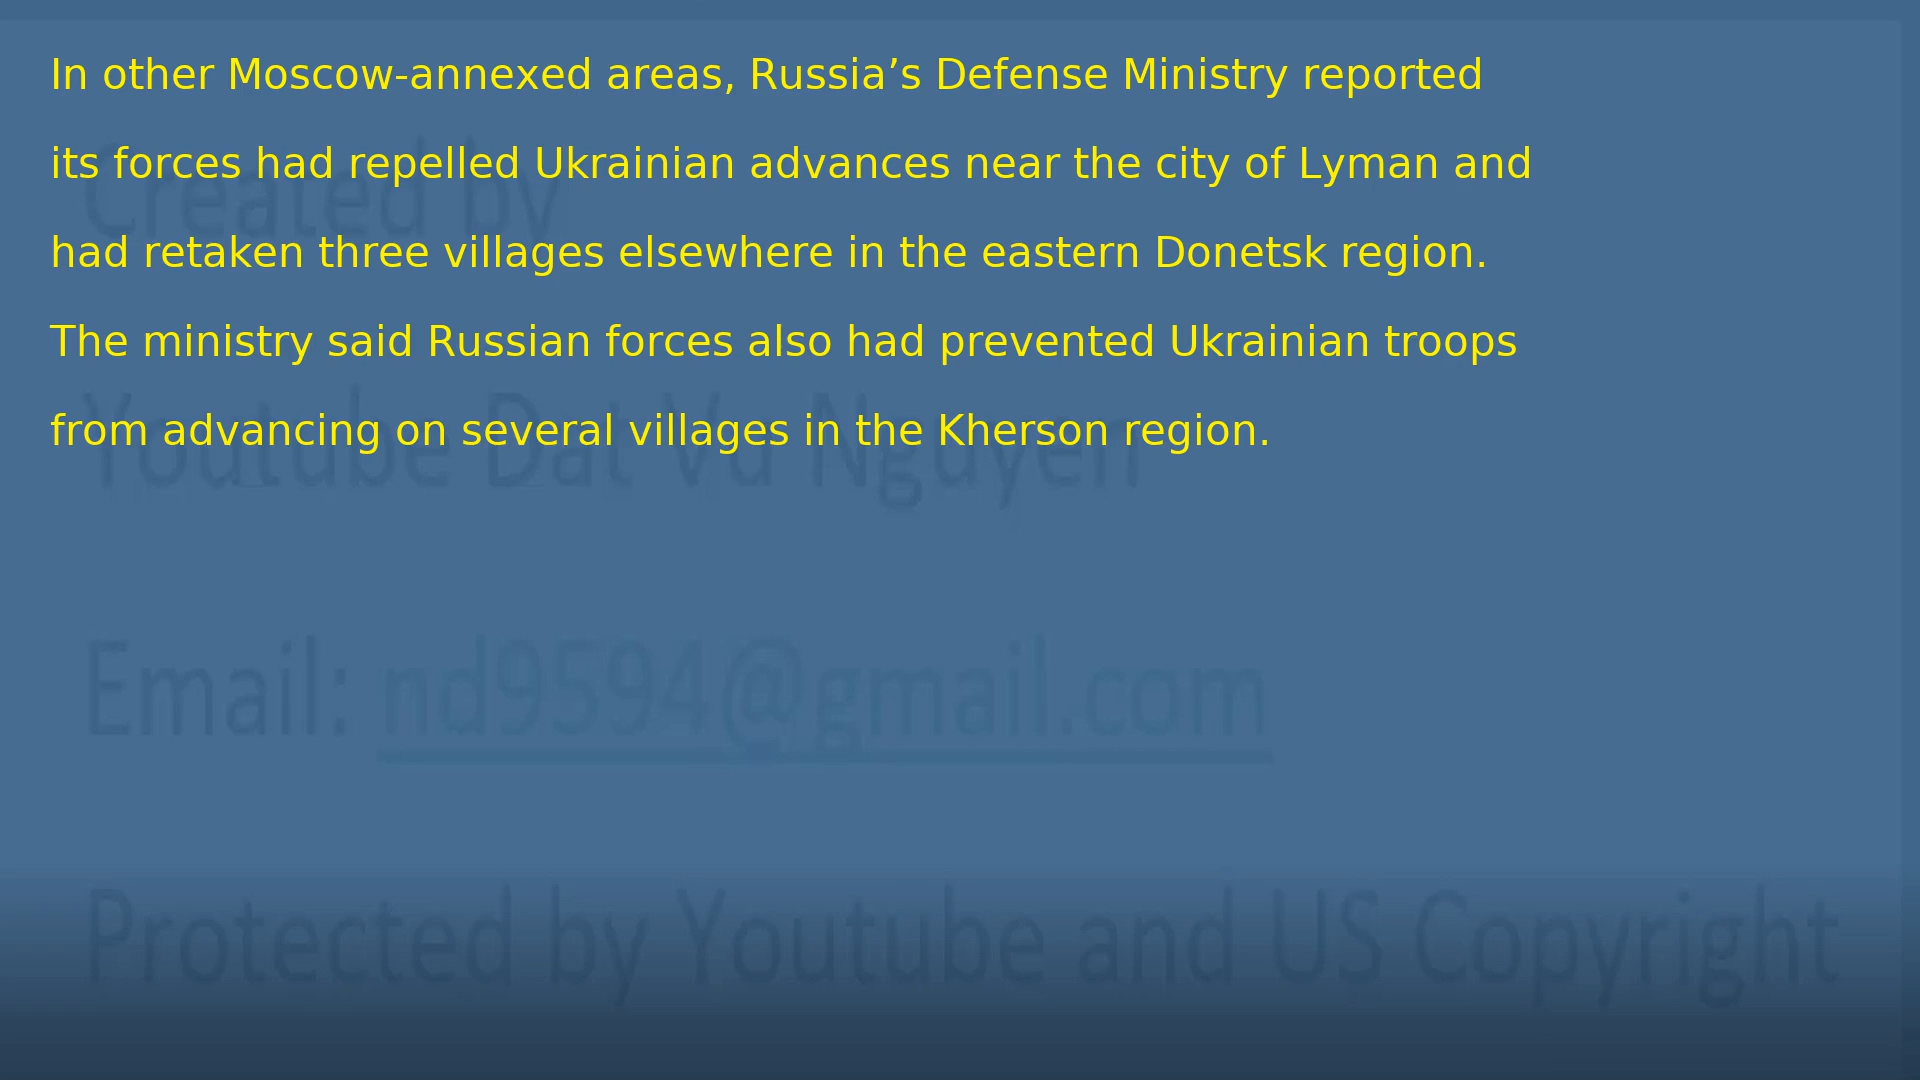 In other Moscow-annexed areas, Russia’s Defense Ministry reported
its forces had repelled Ukrainian advances near the city of Lyman and
had retaken three villages elsewhere in the eastern Donetsk region.
The ministry said Russian forces also had prevented Ukrainian troops
from advancing on several villages in the Kherson region.
Created by
Youtube Dat Vu Nguyen
Email: nd9594@gmail.com
Protected by Youtube and US Copyright